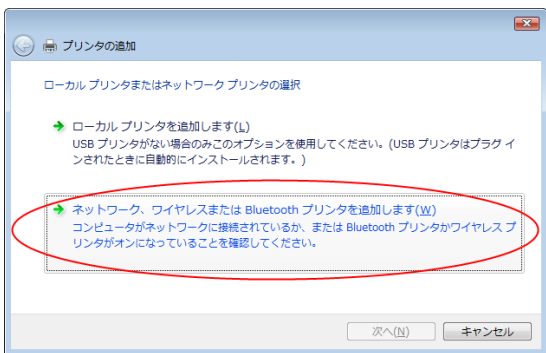 プリンタの追加
ローカル プリンタまたはネットワーク プリンタの選択
ローカル プリンタを追加します(L)
USB プリンタがない場合のみこのオプションを使用してください。(USB プリンタはプラグ イ
ンされたときに自動的にインストールされます。)
ネットワーク、ワイヤレスまたは Bluetooth プリンタを追加します(W)
コンピュータがネットワークに接続されているか、または Bluetooth プリンタかワイヤレス プ
リンタがオンになっていることを確認してください。
次へ(N)
キャンセル